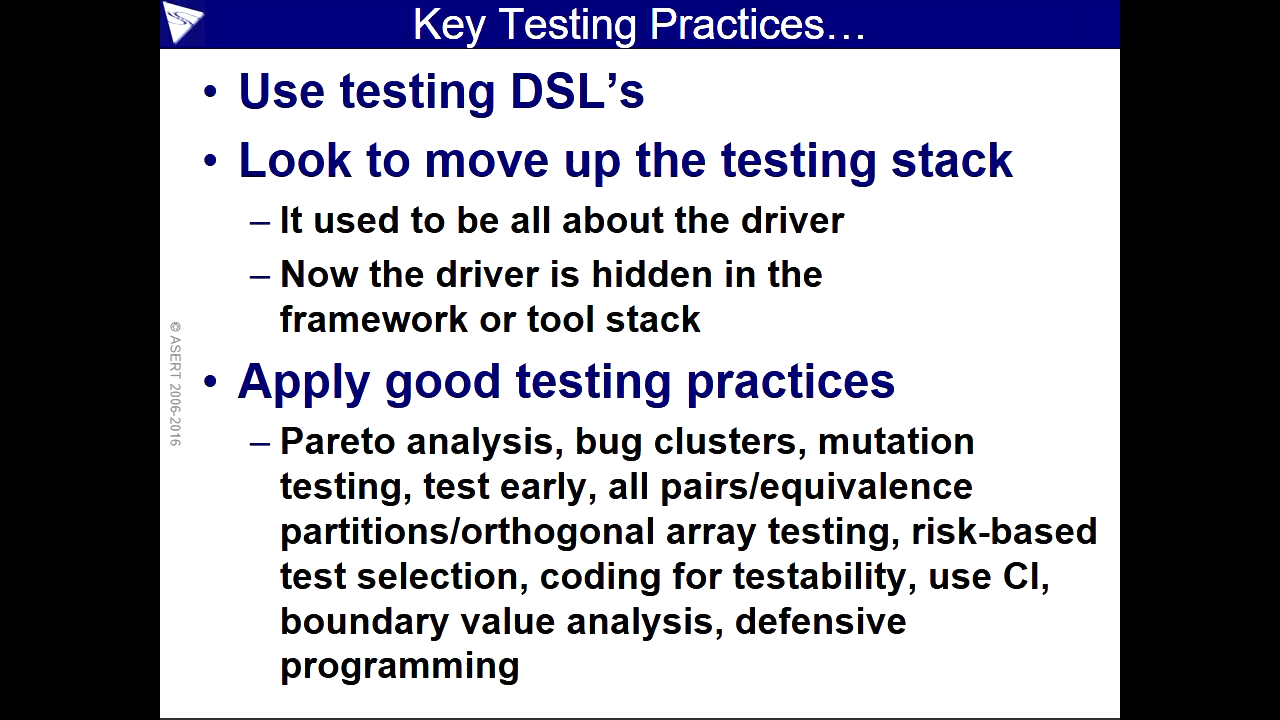 Key Testing Practices…
• Use testing DSL’s
• Look to move up the testing stack
– It used to be all about the driver
– Now the driver is hidden in the
framework or tool stack
• Apply good testing practices
– Pareto analysis, bug clusters, mutation
testing, test early, all pairs/equivalence
partitions/orthogonal array testing, risk-based
test selection, coding for testability, use CI,
boundary value analysis, defensive
programming
© ASERT 2006-2016